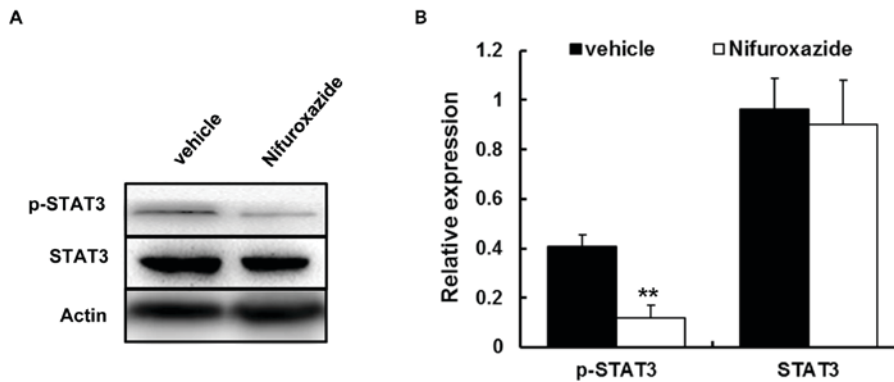 A
vehicle
Nifuroxazide
p-STAT3
STAT3
Actin
B
vehicle Nifuroxazide
Relative expression
1.2
1
0.8
0.6
0.4
0.2
0
**
p-STAT3 STAT3